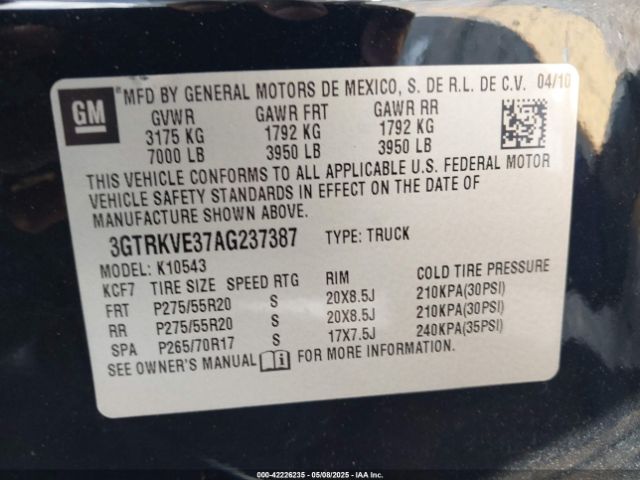 GM
MFD BY GENERAL MOTORS DE MEXICO, S. DE R.L. DE C.V. 04/10
GVWR GAWR FRT GAWR RR
3175 KG 1792 KG 1792 KG
7000 LB 3950 LB 3950 LB
THIS VEHICLE CONFORMS TO ALL APPLICABLE U.S. FEDERAL MOTOR
VEHICLE SAFETY STANDARDS IN EFFECT ON THE DATE OF
MANUFACTURE SHOWN ABOVE.
3GTRKVE37AG237387 TYPE: TRUCK
MODEL: K10543
KCF7 TIRE SIZE SPEED RTG RIM COLD TIRE PRESSURE
FRT P275/55R20 S 20X8.5J 210KPA(30PSI)
RR P275/55R20 S 20X8.5J 210KPA(30PSI)
SPA P265/70R17 S 17X7.5J 240KPA(35PSI)
SEE OWNER'S MANUAL FOR MORE INFORMATION.
000-42226235 - 05/08/2025 - IAA Inc.